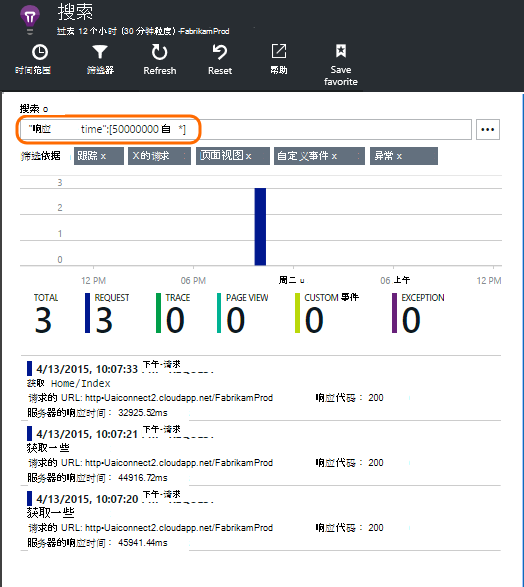 搜索
过去 12 个小时 (30 分钟粒度) -FabrikamProd
时间范围 筛选器 Refresh Reset 帮助 Save favorite
搜索 o
"响应 time":[50000000 自 *]
筛选依据 跟踪 x X的请求 页面视图 x 自定义事件 x 异常 x
3
2
1
0
12 PM 06 PM 周二 u 06 上午 12 PM
TOTAL REQUEST TRACE PAGE VIEW CUSTOM 事件 EXCEPTION
3 3 0 0 0 0
4/13/2015, 10:07:33 下午-请求
获取 Home/Index
请求的 URL: http-Uaiconnect2.cloudapp.net/FabrikamProd 响应代码： 200
服务器的响应时间： 32925.52ms
4/13/2015, 10:07:21 下午-请求
获取一些
请求的 URL: http-Uaiconnect2.cloudapp.net/FabrikamProd 响应代码： 200
服务器的响应时间： 44916.72ms
4/13/2015, 10:07:20 下午-请求
获取一些
请求的 URL: http-Uaiconnect2.cloudapp.net/FabrikamProd 响应代码： 200
服务器的响应时间： 45941.44ms